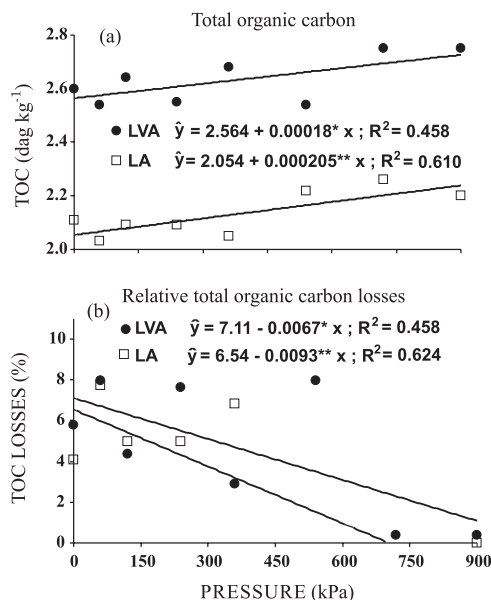 Total organic carbon
(a)
TOC (dag kg-1)
2.8
2.6
2.4
2.2
2.0
LVA ŷ = 2.564 + 0.00018* x ; R2 = 0.458
LA ŷ = 2.054 + 0.000205** x ; R2 = 0.610
Relative total organic carbon losses
(b)
LVA ŷ = 7.11 - 0.0067* x ; R2 = 0.458
LA ŷ = 6.54 - 0.0093** x ; R2 = 0.624
TOC LOSSES (%)
10
8
6
4
2
0
0 150 300 450 600 750 900
PRESSURE (kPa)